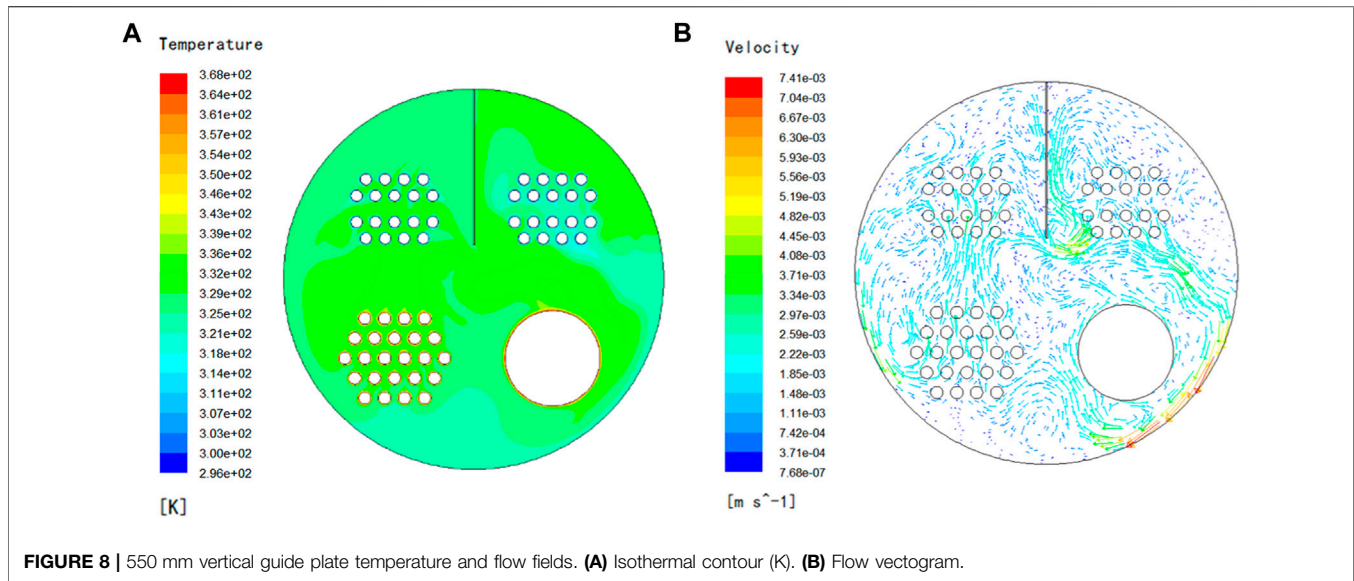 A
Temperature
3.68e+02
3.64e+02
3.61e+02
3.57e+02
3.54e+02
3.50e+02
3.46e+02
3.43e+02
3.39e+02
3.36e+02
3.32e+02
3.29e+02
3.25e+02
3.21e+02
3.18e+02
3.14e+02
3.11e+02
3.07e+02
3.03e+02
3.00e+02
2.96e+02
[K]
B
Velocity
7.41e-03
7.04e-03
6.67e-03
6.30e-03
5.93e-03
5.56e-03
5.19e-03
4.82e-03
4.45e-03
4.08e-03
3.71e-03
3.34e-03
2.97e-03
2.59e-03
2.22e-03
1.85e-03
1.48e-03
1.11e-03
7.42e-04
3.71e-04
7.68e-07
[m s^-1]
FIGURE 8 | 550 mm vertical guide plate temperature and flow fields. (A) Isothermal contour (K). (B) Flow vectogram.